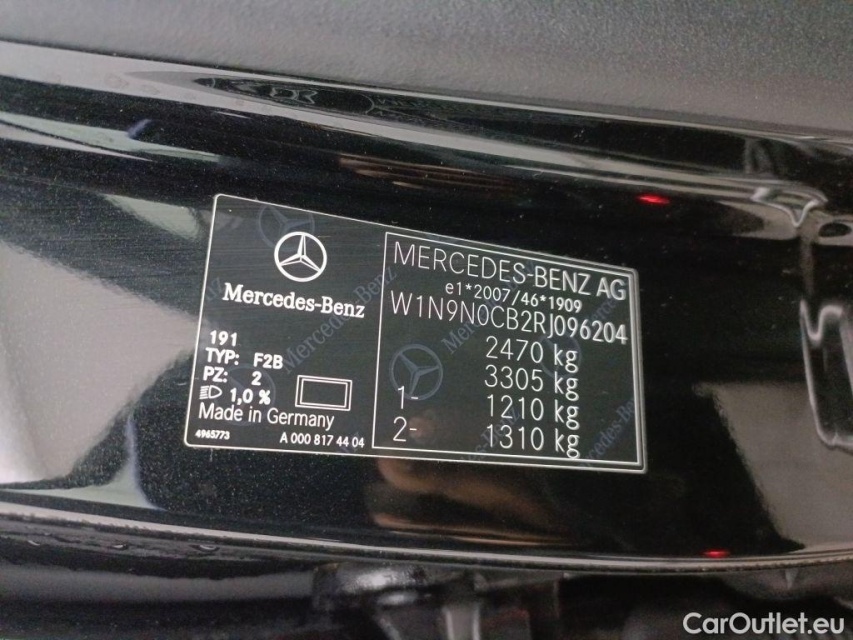 Mercedes-Benz
191
TYP: F2B
PZ: 2
1,0 %
Made in Germany
4965773 A 000 817 44 04
MERCEDES-BENZ AG
e1*2007/46*1909
W1N9N0CB2RJ096204
2470 kg
3305 kg
1- 1210 kg
2- 1310 kg
CarOutlet.eu